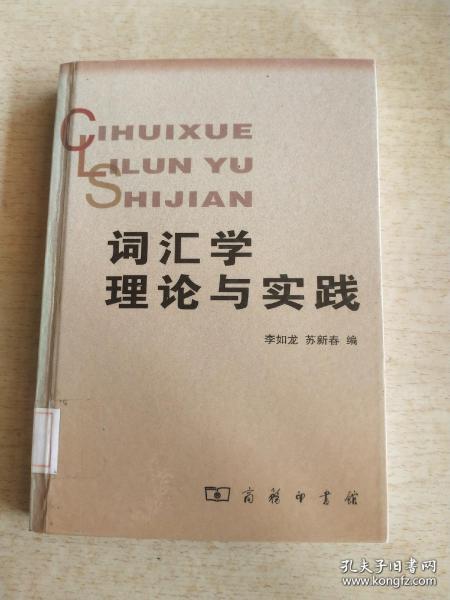 CIHUIXUE
LILUN YU
SHIJIAN
词汇学
理论与实践
李如龙 苏新春 编
商务印书馆
孔夫子旧书网
www.kongfz.com